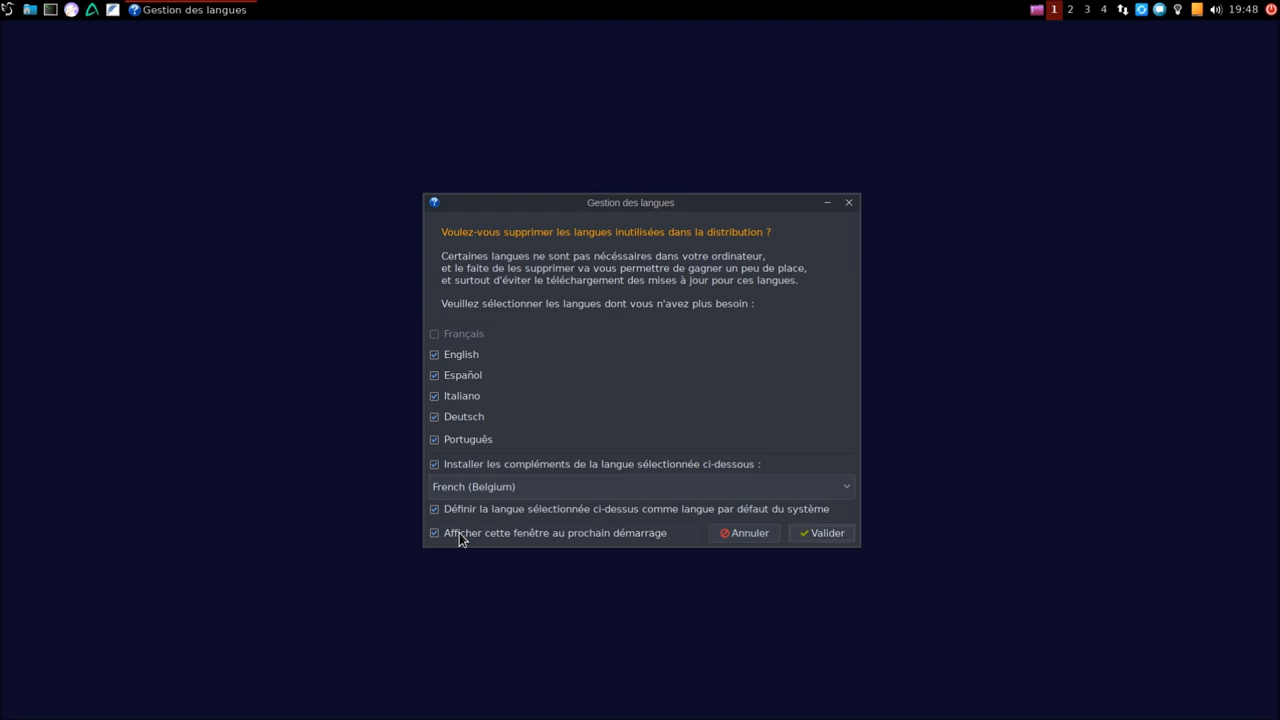 Gestion des langues
1 2 3 4 19:48
Gestion des langues
Voulez-vous supprimer les langues inutilisées dans la distribution ?
Certaines langues ne sont pas nécéssaires dans votre ordinateur,
et le faite de les supprimer va vous permettre de gagner un peu de place,
et surtout d'éviter le téléchargement des mises à jour pour ces langues.
Veuillez sélectionner les langues dont vous n'avez plus besoin :
Français
English
Español
Italiano
Deutsch
Português
Installer les compléments de la langue sélectionnée ci-dessous :
French (Belgium)
Définir la langue sélectionnée ci-dessus comme langue par défaut du système
Afficher cette fenêtre au prochain démarrage Annuler Valider